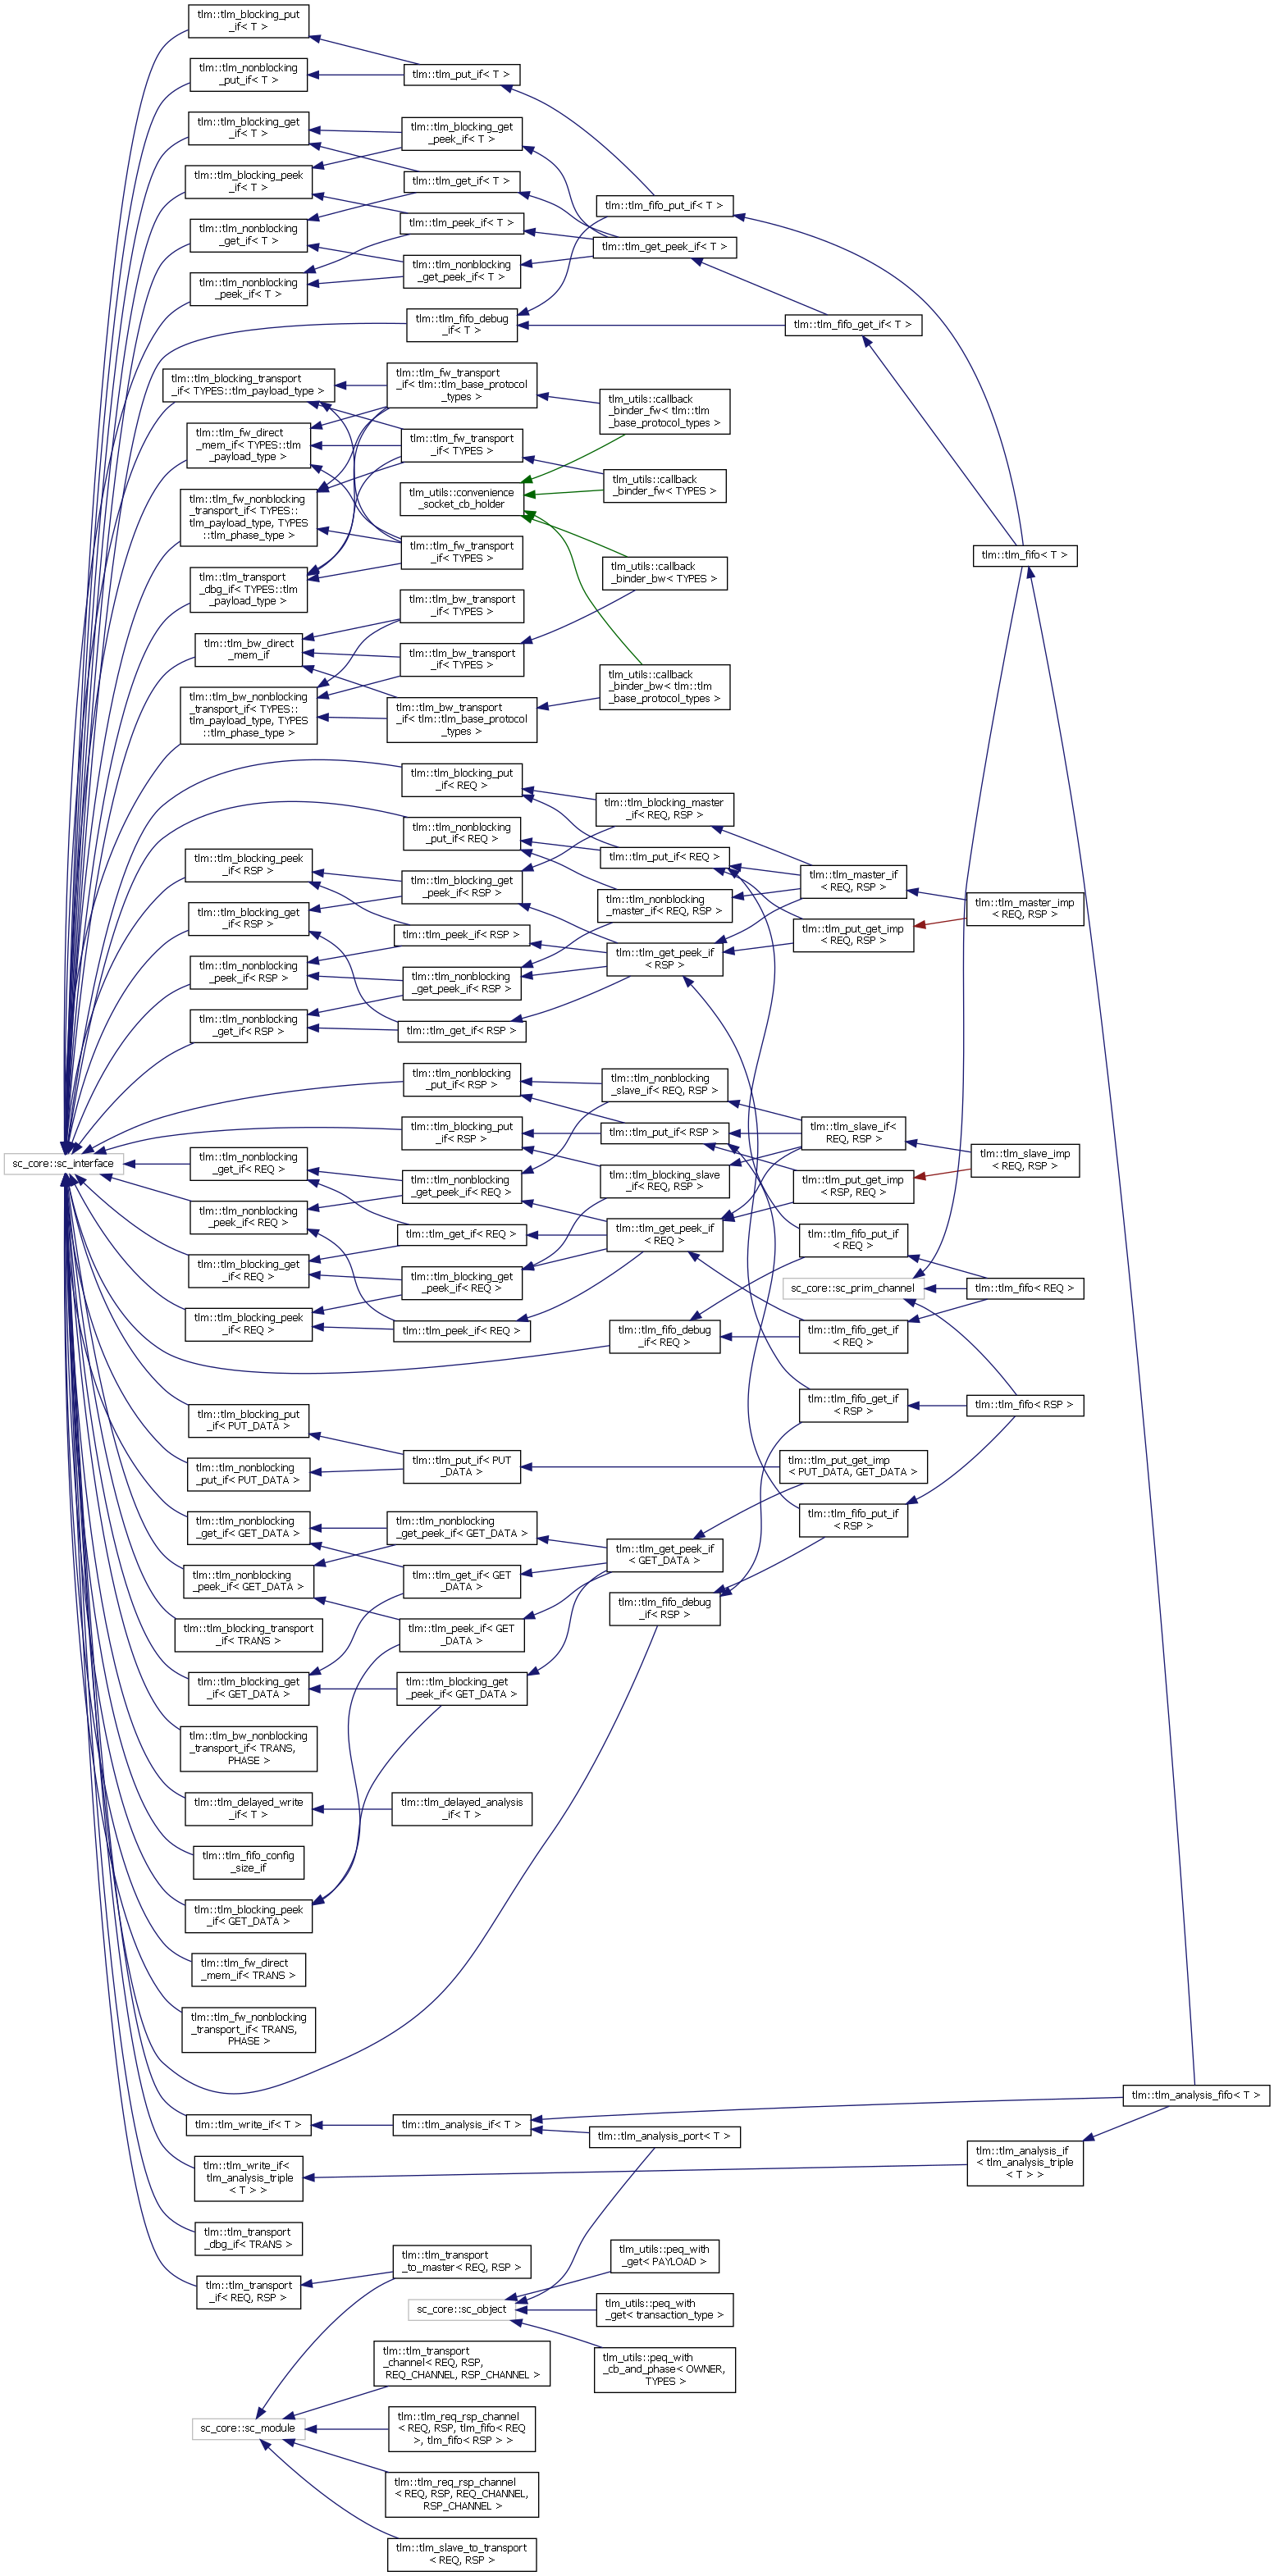 tlm::tlm_blocking_put
_if< T >
tlm::tlm_nonblocking
_put_if< T >
tlm::tlm_put_if< T >
tlm::tlm_blocking_get
_if< T >
tlm::tlm_blocking_get
_peek_if< T >
tlm::tlm_blocking_peek
_if< T >
tlm::tlm_get_if< T >
tlm::tlm_fifo_put_if< T >
tlm::tlm_nonblocking
_get_if< T >
tlm::tlm_peek_if< T >
tlm::tlm_get_peek_if< T >
tlm::tlm_nonblocking
_peek_if< T >
tlm::tlm_nonblocking
_get_peek_if< T >
tlm::tlm_fifo_debug
_if< T >
tlm::tlm_fifo_get_if< T >
tlm::tlm_blocking_transport
_if< TYPES::tlm_payload_type >
tlm::tlm_fw_transport
_if< tlm::tlm_base_protocol
_types >
tlm_utils::callback
_binder_fw< tlm::tlm
_base_protocol_types >
tlm::tlm_fw_direct
_mem_if< TYPES::tlm
_payload_type >
tlm::tlm_fw_transport
_if< TYPES >
tlm_utils::callback
_binder_fw< TYPES >
tlm::tlm_fw_nonblocking
_transport_if< TYPES::
tlm_payload_type, TYPES
::tlm_phase_type >
tlm_utils::convenience
_socket_cb_holder
tlm::tlm_fw_transport
_if< TYPES >
tlm::tlm_fifo< T >
tlm::tlm_transport
_dbg_if< TYPES::tlm
_payload_type >
tlm_utils::callback
_binder_bw< TYPES >
tlm::tlm_bw_transport
_if< TYPES >
tlm::tlm_bw_direct
_mem_if
tlm::tlm_bw_transport
_if< TYPES >
tlm_utils::callback
_binder_bw< tlm::tlm
_base_protocol_types >
tlm::tlm_bw_nonblocking
_transport_if< TYPES::
tlm_payload_type, TYPES
::tlm_phase_type >
tlm::tlm_bw_transport
_if< tlm::tlm_base_protocol
_types >
tlm::tlm_blocking_put
_if< REQ >
tlm::tlm_blocking_master
_if< REQ, RSP >
tlm::tlm_nonblocking
_put_if< REQ >
tlm::tlm_put_if< REQ >
tlm::tlm_blocking_peek
_if< RSP >
tlm::tlm_blocking_get
_peek_if< RSP >
tlm::tlm_master_if
< REQ, RSP >
tlm::tlm_nonblocking
_master_if< REQ, RSP >
tlm::tlm_master_imp
< REQ, RSP >
tlm::tlm_blocking_get
_if< RSP >
tlm::tlm_peek_if< RSP >
tlm::tlm_put_get_imp
< REQ, RSP >
tlm::tlm_get_peek_if
< RSP >
tlm::tlm_nonblocking
_peek_if< RSP >
tlm::tlm_nonblocking
_get_peek_if< RSP >
tlm::tlm_nonblocking
_get_if< RSP >
tlm::tlm_get_if< RSP >
tlm::tlm_nonblocking
_put_if< RSP >
tlm::tlm_nonblocking
_slave_if< REQ, RSP >
tlm::tlm_blocking_put
_if< RSP >
tlm::tlm_put_if< RSP >
tlm::tlm_slave_if<
REQ, RSP >
tlm::tlm_slave_imp
< REQ, RSP >
sc_core::sc_interface
tlm::tlm_nonblocking
_get_if< REQ >
tlm::tlm_nonblocking
_get_peek_if< REQ >
tlm::tlm_blocking_slave
_if< REQ, RSP >
tlm::tlm_put_get_imp
< RSP, REQ >
tlm::tlm_nonblocking
_peek_if< REQ >
tlm::tlm_get_if< REQ >
tlm::tlm_get_peek_if
< REQ >
tlm::tlm_fifo_put_if
< REQ >
tlm::tlm_blocking_get
_if< REQ >
tlm::tlm_blocking_get
_peek_if< REQ >
sc_core::sc_prim_channel
tlm::tlm_fifo< REQ >
tlm::tlm_blocking_peek
_if< REQ >
tlm::tlm_peek_if< REQ >
tlm::tlm_fifo_debug
_if< REQ >
tlm::tlm_fifo_get_if
< REQ >
tlm::tlm_blocking_put
_if< PUT_DATA >
tlm::tlm_fifo_get_if
< RSP >
tlm::tlm_fifo< RSP >
tlm::tlm_nonblocking
_put_if< PUT_DATA >
tlm::tlm_put_if< PUT
_DATA >
tlm::tlm_put_get_imp
< PUT_DATA, GET_DATA >
tlm::tlm_nonblocking
_get_if< GET_DATA >
tlm::tlm_nonblocking
_get_peek_if< GET_DATA >
tlm::tlm_fifo_put_if
< RSP >
tlm::tlm_get_peek_if
< GET_DATA >
tlm::tlm_nonblocking
_peek_if< GET_DATA >
tlm::tlm_get_if< GET
_DATA >
tlm::tlm_fifo_debug
_if< RSP >
tlm::tlm_blocking_transport
_if< TRANS >
tlm::tlm_peek_if< GET
_DATA >
tlm::tlm_blocking_get
_if< GET_DATA >
tlm::tlm_blocking_get
_peek_if< GET_DATA >
tlm::tlm_bw_nonblocking
_transport_if< TRANS,
PHASE >
tlm::tlm_delayed_write
_if< T >
tlm::tlm_delayed_analysis
_if< T >
tlm::tlm_fifo_config
_size_if
tlm::tlm_blocking_peek
_if< GET_DATA >
tlm::tlm_fw_direct
_mem_if< TRANS >
tlm::tlm_fw_nonblocking
_transport_if< TRANS,
PHASE >
tlm::tlm_analysis_fifo< T >
tlm::tlm_write_if< T >
tlm::tlm_analysis_if< T >
tlm::tlm_analysis_port< T >
tlm::tlm_write_if<
tlm_analysis_triple
< T > >
tlm::tlm_analysis_if
< tlm_analysis_triple
< T > >
tlm::tlm_transport
_dbg_if< TRANS >
tlm::tlm_transport
_if< REQ, RSP >
tlm::tlm_transport
_to_master< REQ, RSP >
tlm_utils::peq_with
_get< PAYLOAD >
sc_core::sc_object
tlm_utils::peq_with
_get< transaction_type >
tlm::tlm_transport
_channel< REQ, RSP,
REQ_CHANNEL, RSP_CHANNEL >
tlm_utils::peq_with
_cb_and_phase< OWNER,
TYPES >
sc_core::sc_module
tlm::tlm_req_rsp_channel
< REQ, RSP, tlm_fifo< REQ
>, tlm_fifo< RSP > >
tlm::tlm_req_rsp_channel
< REQ, RSP, REQ_CHANNEL,
RSP_CHANNEL >
tlm::tlm_slave_to_transport
< REQ, RSP >